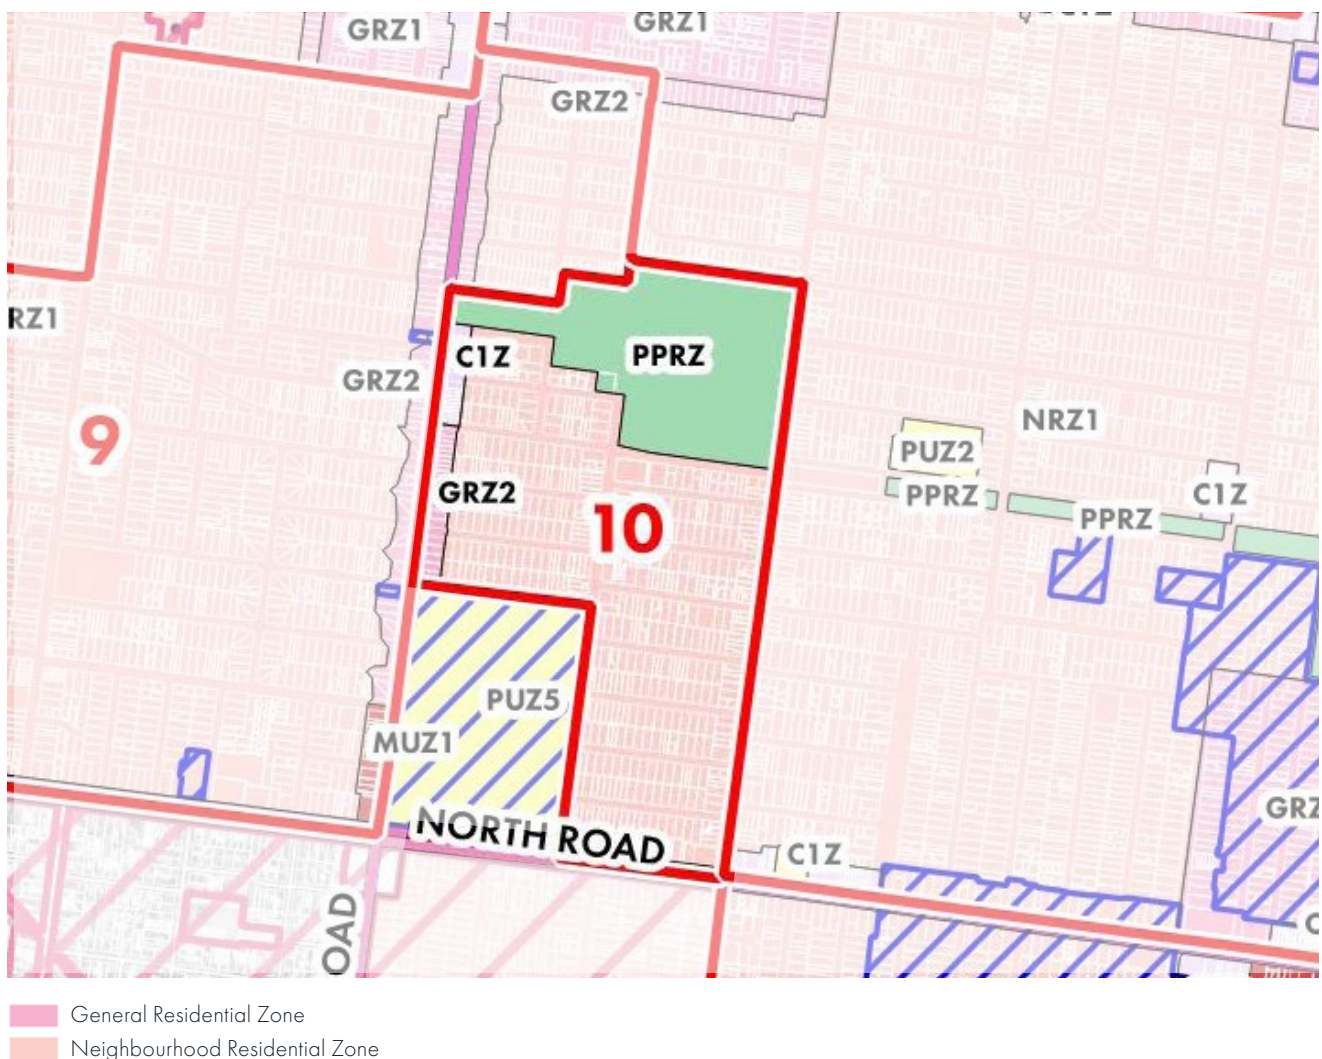 GRZ1
GRZ1
GRZ2
RZ1
C1Z
PPRZ
GRZ2
9
NRZ1
PUZ2
GRZ2
PPRZ
C1Z
PPRZ
10
PUZ5
MUZ1
GRZ
NORTH ROAD
C1Z
OAD
General Residential Zone
Neighbourhood Residential Zone